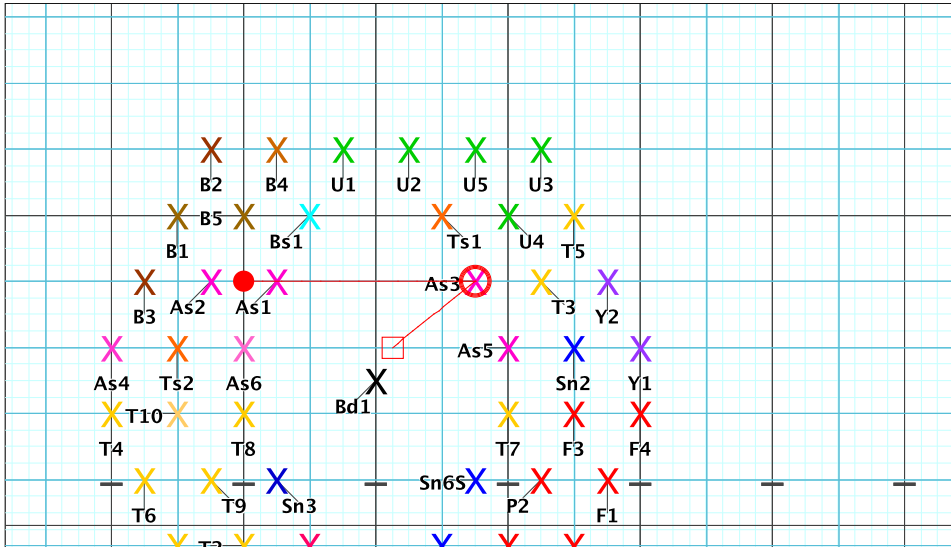 B2 B4 U1 U2 U5 U3
B5
B1 Bs1 Ts1 U4 T5
As3
As2 As1 T3 Y2
B3
As5
As4 Ts2 As6 Sn2 Y1
Bd1
T10
T4 T8 T7 F3 F4
Sn6S
T9 Sn3 P2
T6 F1